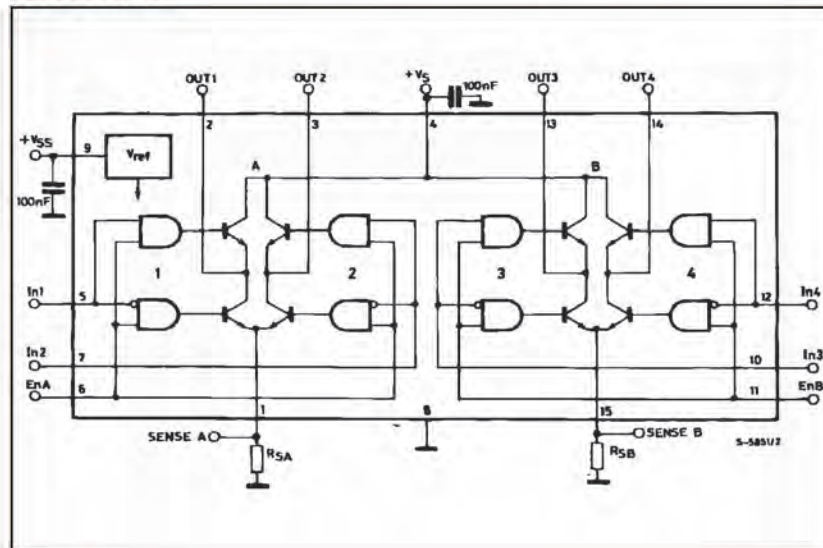 OUT1 OUT2 +VS OUT3 OUT4
100nF
2 3 4 13 14
+VSS 9 Vref
A B
100nF
1 2 3 4
In1 5 12 In4
In2 7 10 In3
EnA 6 11 EnB
1 8 15
SENSE A SENSE B S-5851/2
RSA RSB